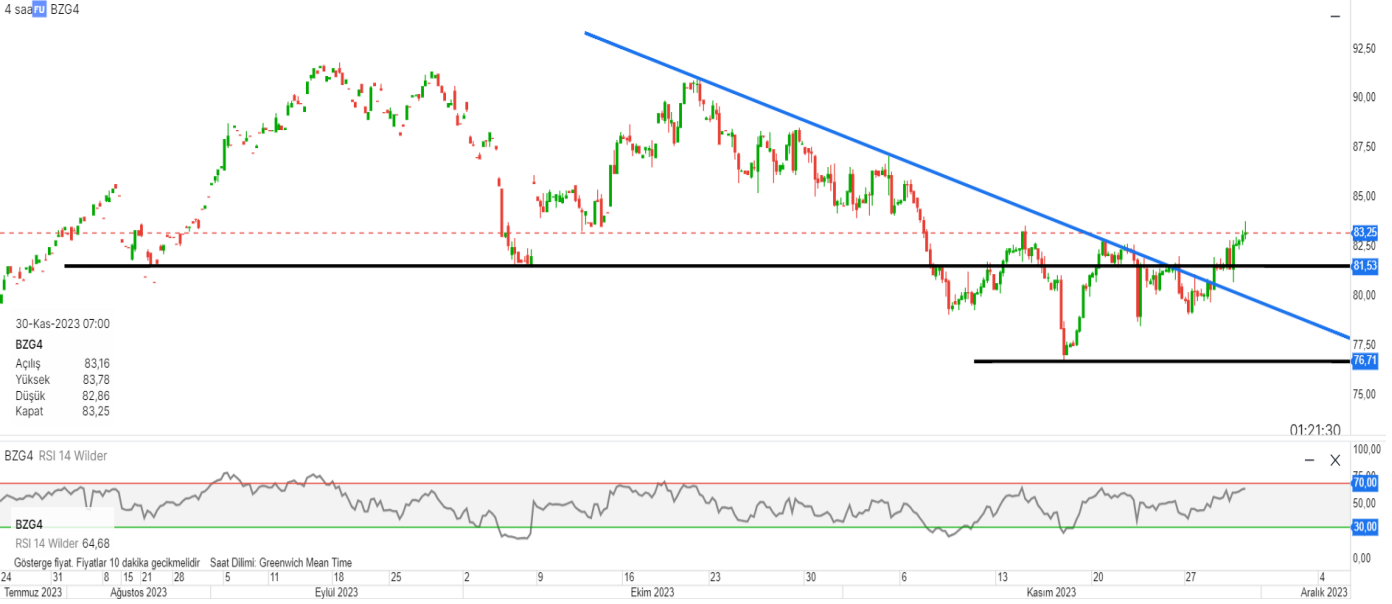 4 saa ru BZG4
92,50
90,00
87,50
85,00
83,25
82,50
81,53
80,00
77,50
76,71
75,00
30-Kas-2023 07:00
BZG4
Açılış 83,16
Yüksek 83,78
Düşük 82,86
Kapat 83,25
01:21:30
BZG4 RSI 14 Wilder
100,00
75,00
70,00
50,00
30,00
0,00
BZG4
RSI 14 Wilder 64,68
Gösterge fiyat. Fiyatlar 10 dakika gecikmelidir Saat Dilimi: Greenwich Mean Time
24 31 8 15 21 28 5 11 18 25 2 9 16 23 30 6 13 20 27 4
Temmuz 2023 Ağustos 2023 Eylül 2023 Ekim 2023 Kasım 2023 Aralık 2023